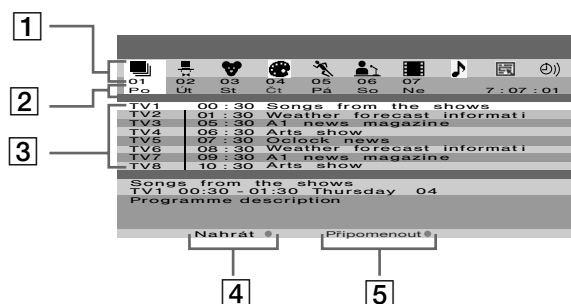 1
01 02 03 04 05 06 07
2
Po Út St Čt Pá So Ne 7 : 07 : 01
TV1 00 : 30 Songs from the shows
TV2 01 : 30 Weather forecast informati
TV3 05 : 30 A1 news magazine
3
TV4 06 : 30 Arts show
TV5 07 : 30 Oclock news
TV6 08 : 30 Weather forecast informati
TV7 09 : 30 A1 news magazine
TV8 10 : 30 Arts show
Songs from the shows
TV1 00:30 - 01:30 Thursday 04
Programme description
Nahrát Připomenout
4 5